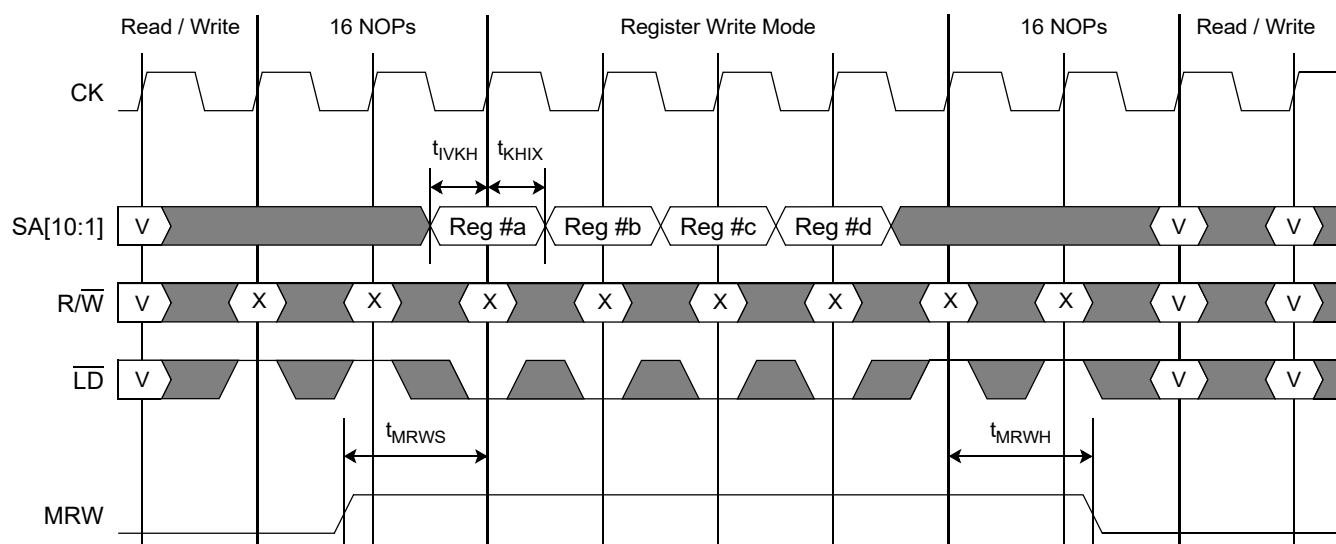 Read / Write 16 NOPs Register Write Mode 16 NOPs Read / Write
CK
tIVKH tKHIX
SA[10:1] V Reg #a Reg #b Reg #c Reg #d V V
R/W̅ V X X X X X X X X V V
L̅D̅ V V V
tMRWS tMRWH
MRW